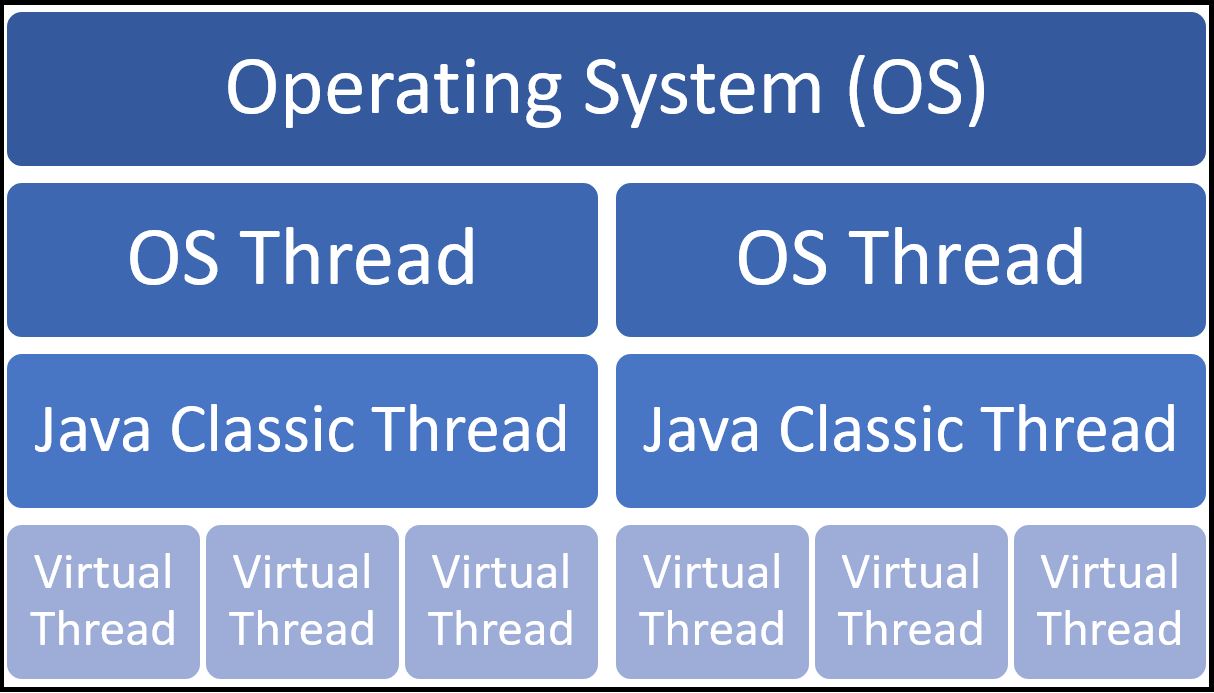 Operating System (OS)
OS Thread
OS Thread
Java Classic Thread
Java Classic Thread
Virtual
Thread
Virtual
Thread
Virtual
Thread
Virtual
Thread
Virtual
Thread
Virtual
Thread